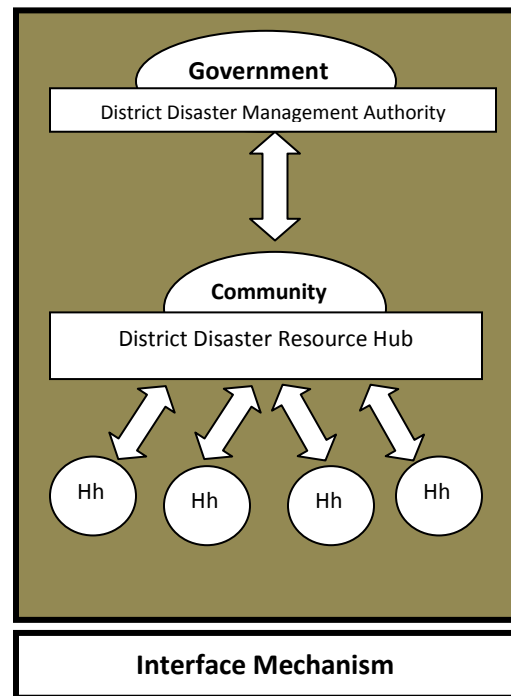 Government
District Disaster Management Authority
Community
District Disaster Resource Hub
Hh
Hh
Hh
Hh
Interface Mechanism